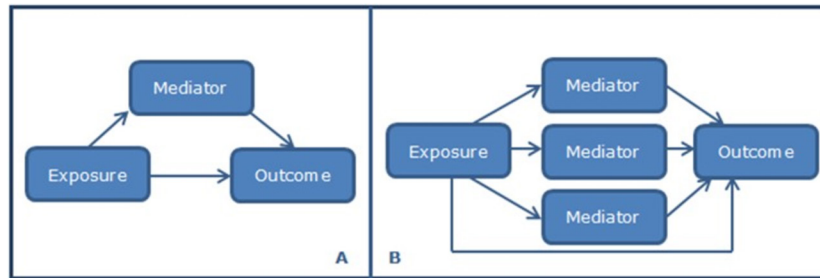 Mediator
Exposure
Outcome
A
Mediator
Exposure
Mediator
Outcome
Mediator
B